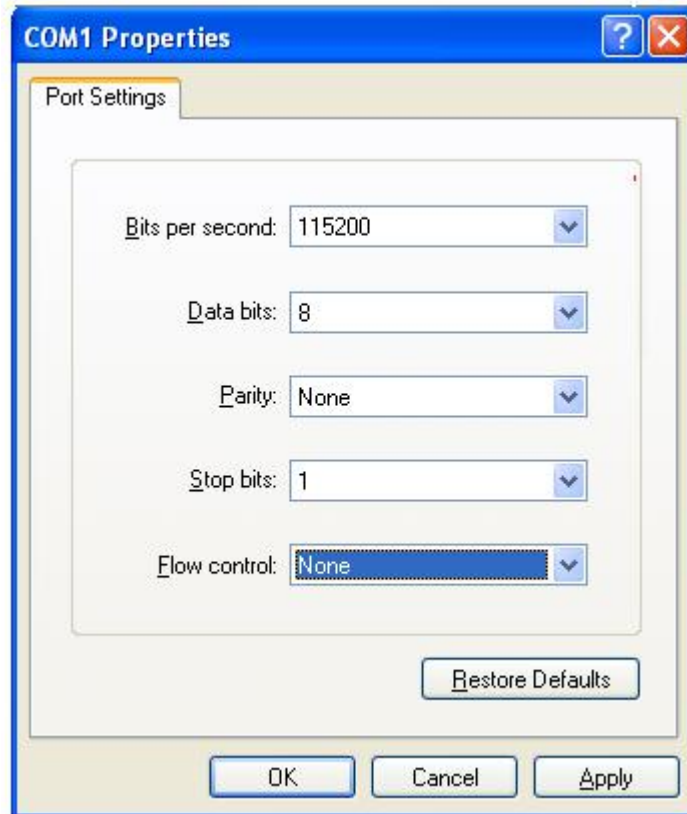 COM1 Properties
Port Settings
Bits per second: 115200
Data bits: 8
Parity: None
Stop bits: 1
Flow control: None
Restore Defaults
OK Cancel Apply